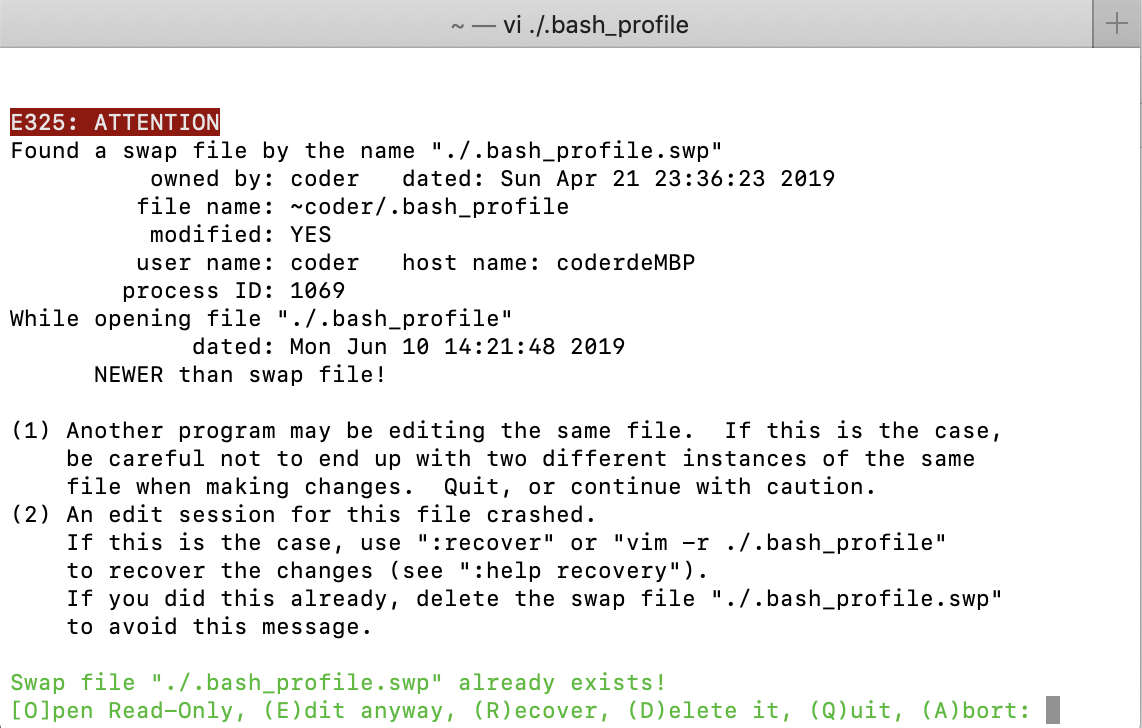 ~ — vi ./.bash_profile
E325: ATTENTION
Found a swap file by the name "./.bash_profile.swp"
owned by: coder   dated: Sun Apr 21 23:36:23 2019
file name: ~coder/.bash_profile
modified: YES
user name: coder   host name: coderdeMBP
process ID: 1069
While opening file "./.bash_profile"
dated: Mon Jun 10 14:21:48 2019
NEWER than swap file!
(1) Another program may be editing the same file.  If this is the case,
be careful not to end up with two different instances of the same
file when making changes.  Quit, or continue with caution.
(2) An edit session for this file crashed.
If this is the case, use ":recover" or "vim -r ./.bash_profile"
to recover the changes (see ":help recovery").
If you did this already, delete the swap file "./.bash_profile.swp"
to avoid this message.
Swap file "./.bash_profile.swp" already exists!
[O]pen Read-Only, (E)dit anyway, (R)ecover, (D)elete it, (Q)uit, (A)bort: